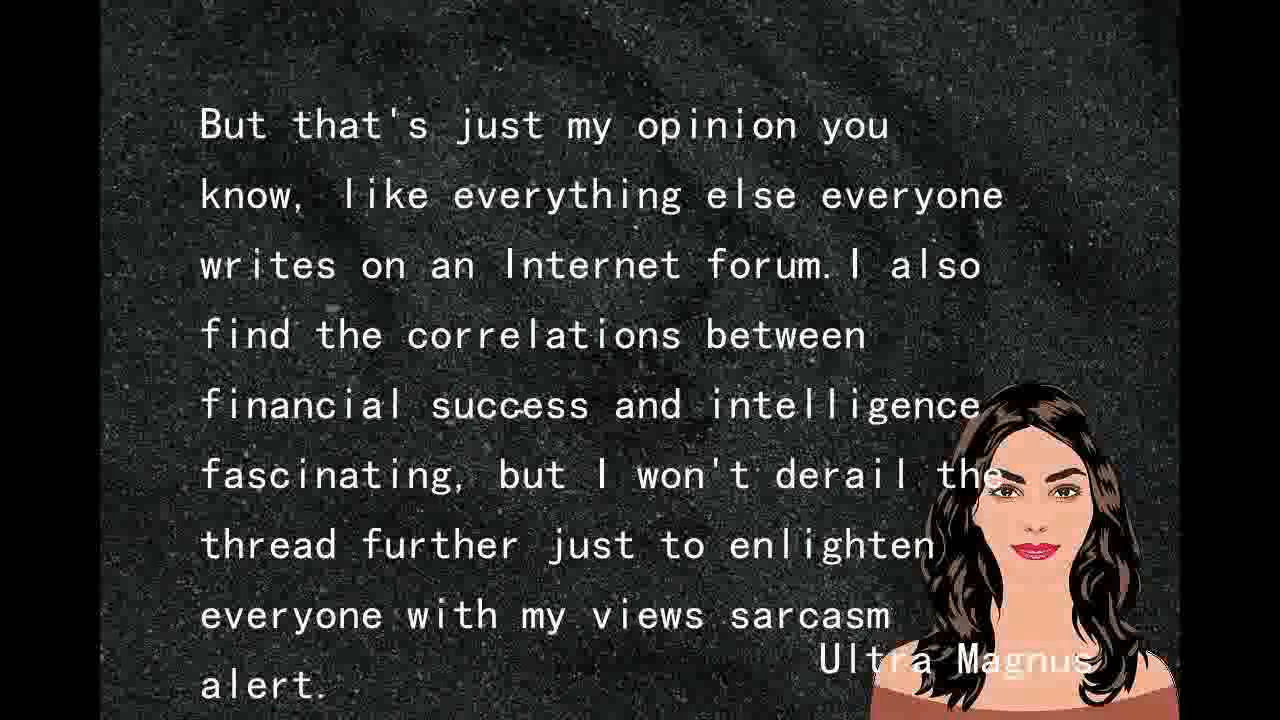 But that's just my opinion you
know, like everything else everyone
writes on an Internet forum.I also
find the correlations between
financial success and intelligence
fascinating, but I won't derail the
thread further just to enlighten
everyone with my views sarcasm
alert.
Ultra Magnus